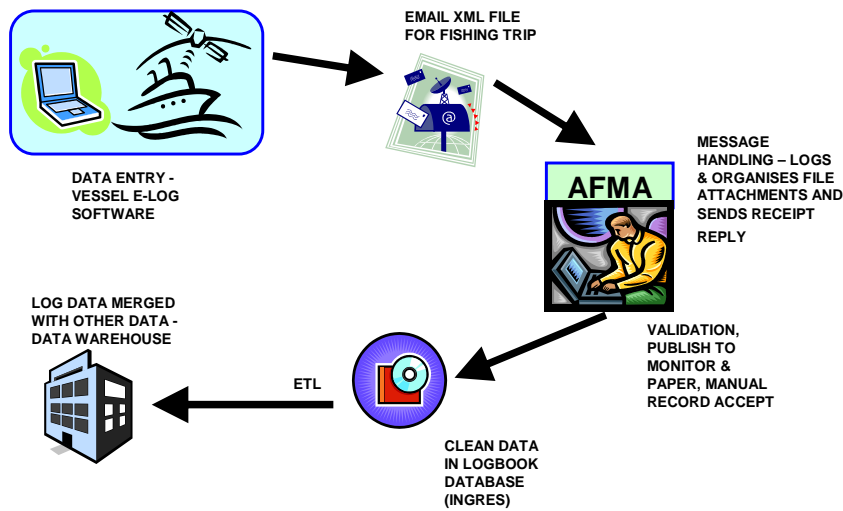 EMAIL XML FILE
FOR FISHING TRIP
@
DATA ENTRY -
VESSEL E-LOG
SOFTWARE
AFMA
MESSAGE
HANDLING – LOGS
& ORGANISES FILE
ATTACHMENTS AND
SENDS RECEIPT
REPLY
VALIDATION,
PUBLISH TO
MONITOR &
PAPER, MANUAL
RECORD ACCEPT
CLEAN DATA
IN LOGBOOK
DATABASE
(INGRES)
ETL
LOG DATA MERGED
WITH OTHER DATA -
DATA WAREHOUSE